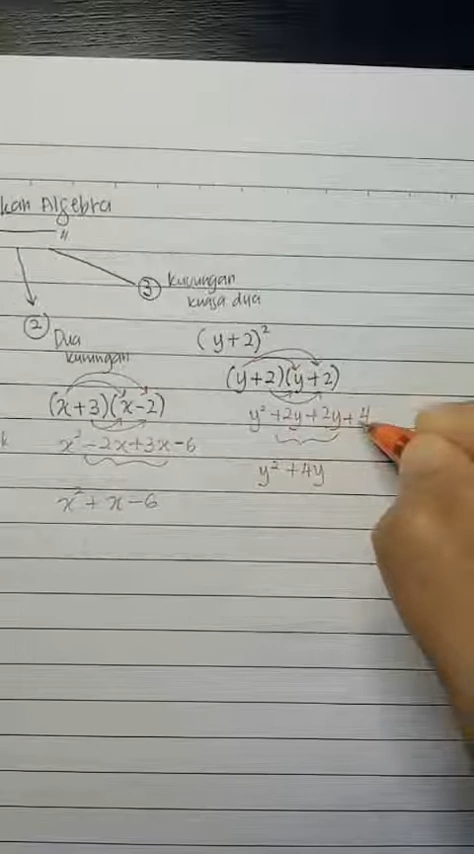 kan Algebra
③ kurungan
kuasa dua
② Dua
kurungan
(y+2)²
(y+2)(y+2)
(x+3)(x-2)
y²+2y+2y+4
k
x²-2x+3x-6
y²+4y
x²+x-6